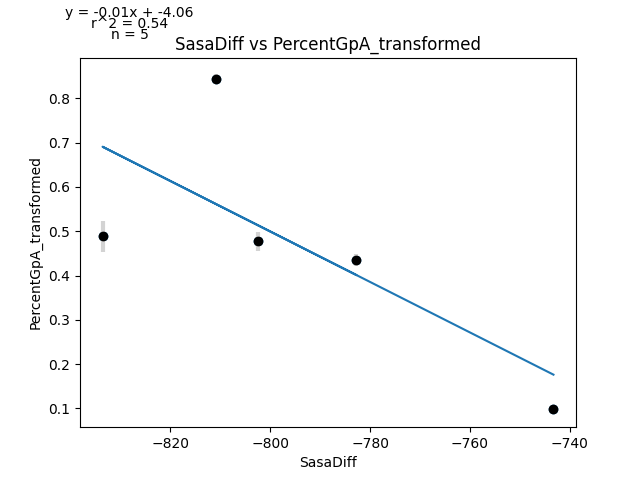 y = -0.01x + -4.06
r^2 = 0.54
n = 5
SasaDiff vs PercentGpA_transformed
PercentGpA_transformed
0.8
0.7
0.6
0.5
0.4
0.3
0.2
0.1
−820 −800 −780 −760 −740
SasaDiff